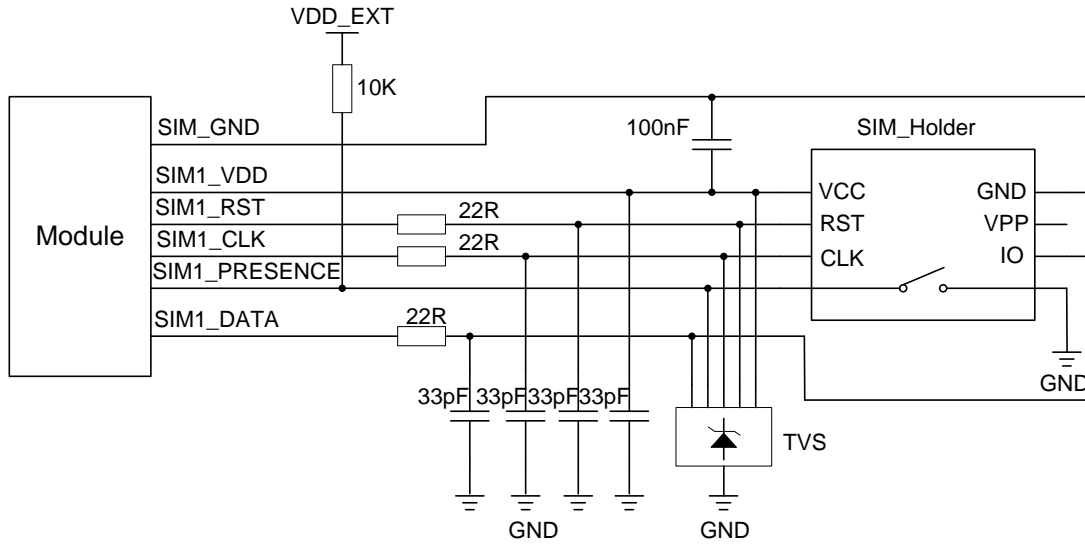 VDD_EXT
10K
SIM_GND
100nF
SIM_Holder
SIM1_VDD
VCC
GND
SIM1_RST
22R
RST
VPP
Module
SIM1_CLK
22R
CLK
IO
SIM1_PRESENCE
SIM1_DATA
22R
GND
33pF 33pF 33pF 33pF
TVS
GND
GND